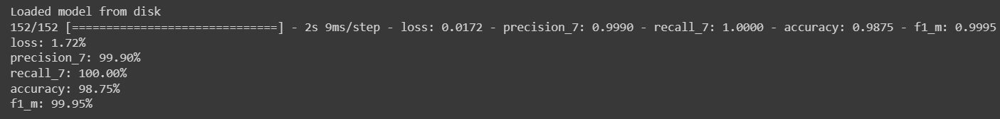 Loaded model from disk
152/152 [==============================] - 2s 9ms/step - loss: 0.0172 - precision_7: 0.9990 - recall_7: 1.0000 - accuracy: 0.9875 - f1_m: 0.9995
loss: 1.72%
precision_7: 99.90%
recall_7: 100.00%
accuracy: 98.75%
f1_m: 99.95%